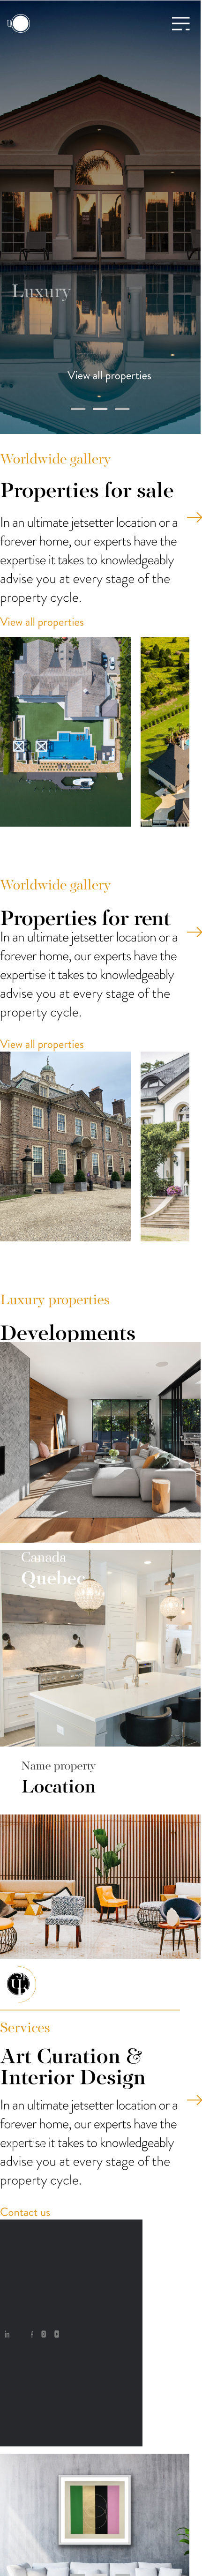 Luxury
View all properties
Worldwide gallery
Properties for sale
In an ultimate jetsetter location or a
forever home, our experts have the
expertise it takes to knowledgeably
advise you at every stage of the
property cycle.
View all properties
Worldwide gallery
Properties for rent
In an ultimate jetsetter location or a
forever home, our experts have the
expertise it takes to knowledgeably
advise you at every stage of the
property cycle.
View all properties
Luxury properties
Developments
Canada
Quebec
Name property
Location
Services
Art Curation &
Interior Design
In an ultimate jetsetter location or a
forever home, our experts have the
expertise it takes to knowledgeably
advise you at every stage of the
property cycle.
Contact us